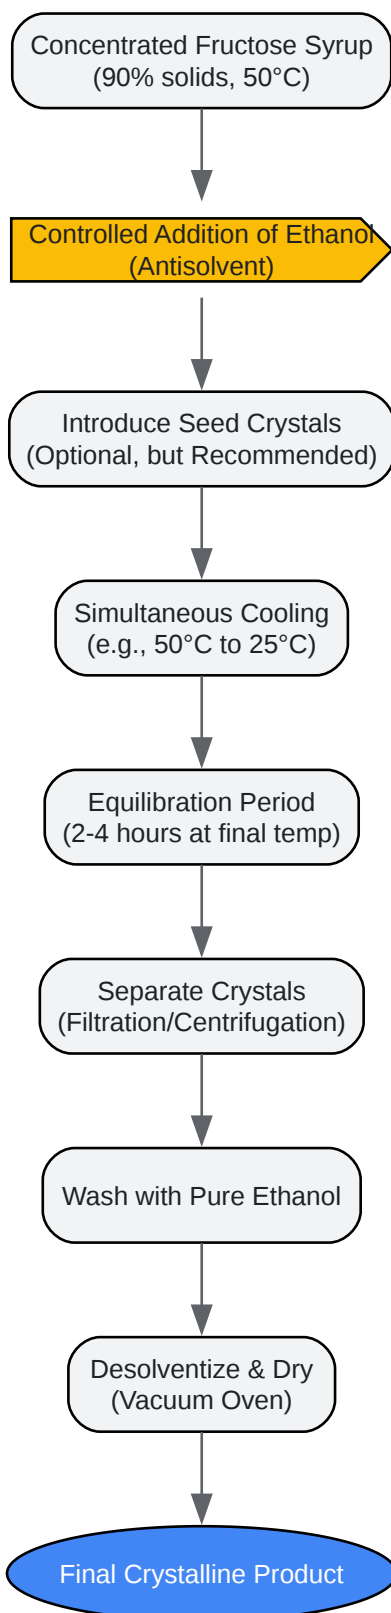 Concentrated Fructose Syrup
(90% solids, 50°C)
Controlled Addition of Ethanol
(Antisolvent)
Introduce Seed Crystals
(Optional, but Recommended)
Simultaneous Cooling
(e.g., 50°C to 25°C)
Equilibration Period
(2-4 hours at final temp)
Separate Crystals
(Filtration/Centrifugation)
Wash with Pure Ethanol
Desolventize & Dry
(Vacuum Oven)
Final Crystalline Product